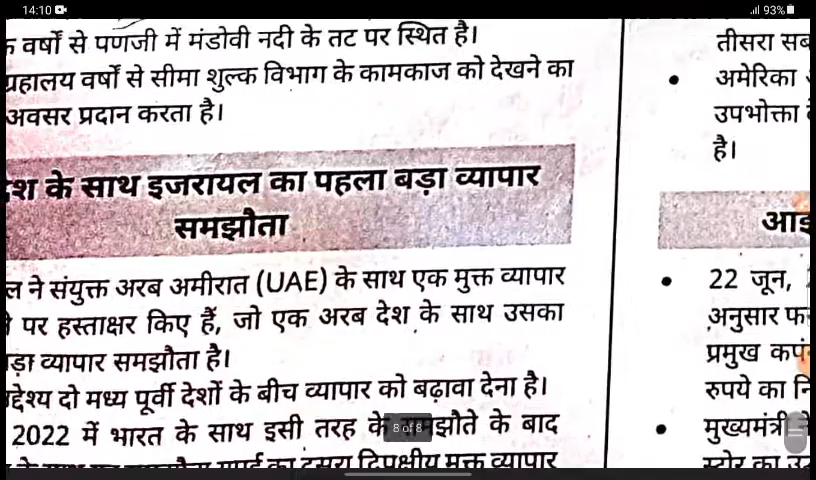 14:10
93%
वर्षों से पणजी में मंडोवी नदी के तट पर स्थित है।
ग्रहालय वर्षों से सीमा शुल्क विभाग के कामकाज को देखने का
अवसर प्रदान करता है।
श के साथ इजरायल का पहला बड़ा व्यापार
समझौता
ल ने संयुक्त अरब अमीरात (UAE) के साथ एक मुक्त व्यापार
पर हस्ताक्षर किए हैं, जो एक अरब देश के साथ उसका
ड़ा व्यापार समझौता है।
द्देश्य दो मध्य पूर्वी देशों के बीच व्यापार को बढ़ावा देना है।
2022 में भारत के साथ इसी तरह के समझौते के बाद
8 of 8
द्विपक्षीय मुक्त व्यापार
तीसरा सब
• अमेरिका
उपभोक्ता
है।
आइ
• 22 जून,
अनुसार फ
प्रमुख कंप
रुपये का नि
• मुख्यमंत्री ने
स्टोर का उ